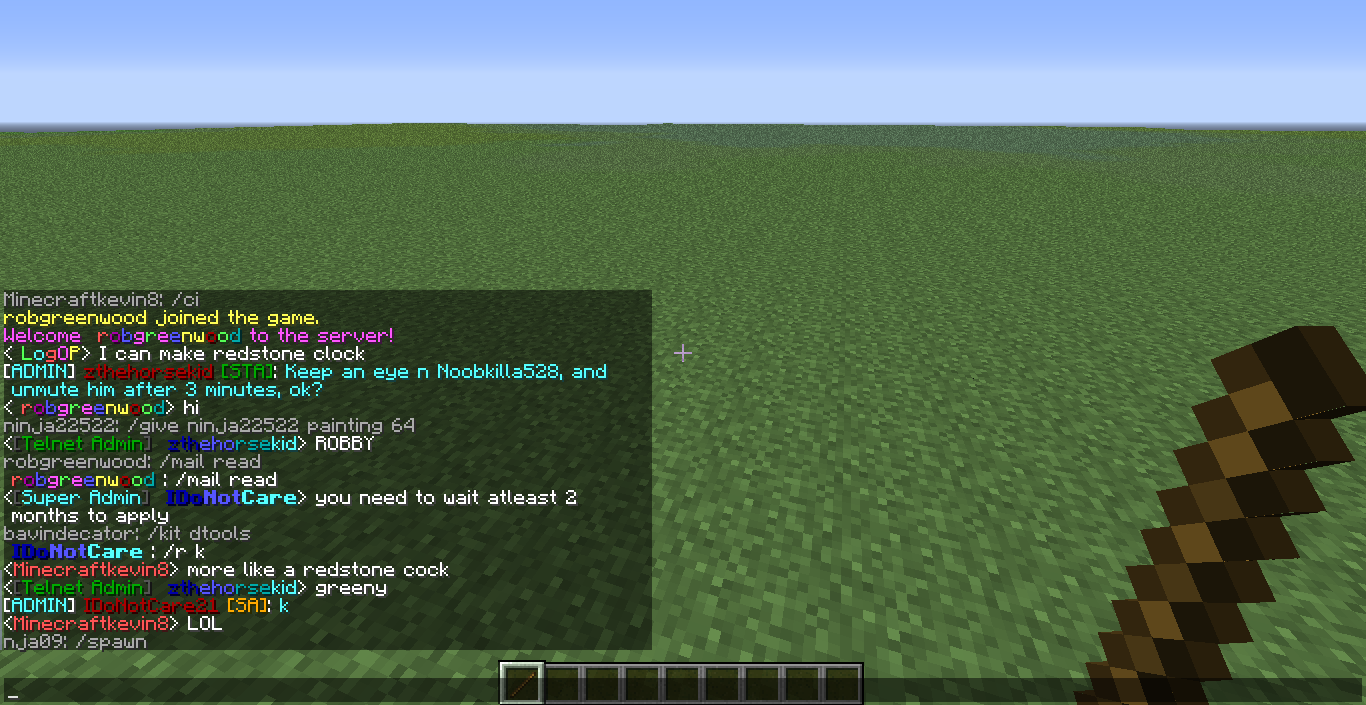 Minecraftkevin8: /ci
robgreenwood joined the game.
Welcome robgreenwood to the server!
< LogOP> I can make redstone clock
[ADMIN] zthehorsekid [STA]: Keep an eye n Noobkilla528, and
unmute him after 3 minutes, ok?
< robgreenwood> hi
ninja22522: /give ninja22522 painting 64
<[Telnet Admin] zthehorsekid> ROBBY
robgreenwood: /mail read
robgreenwood : /mail read
<[Super Admin] IDoNotCare> you need to wait atleast 2
months to apply
bavindecator: /kit dtools
IDoNotCare : /r k
<Minecraftkevin8> more like a redstone cock
<[Telnet Admin] zthehorsekid> greeny
[ADMIN] IDoNotCare21 [SA]: k
<Minecraftkevin8> LOL
nja09: /spawn
_